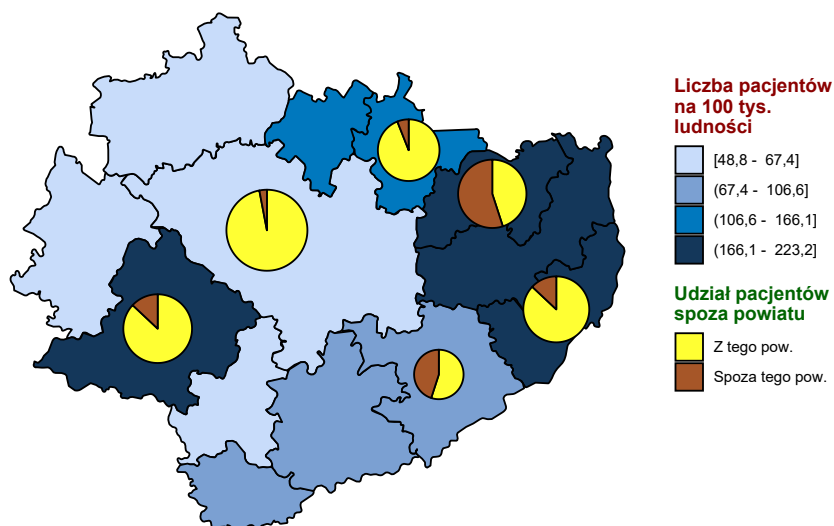 Liczba pacjentów
na 100 tys.
ludności
[48,8 - 67,4]
(67,4 - 106,6]
(106,6 - 166,1]
(166,1 - 223,2]
Udział pacjentów
spoza powiatu
Z tego pow.
Spoza tego pow.